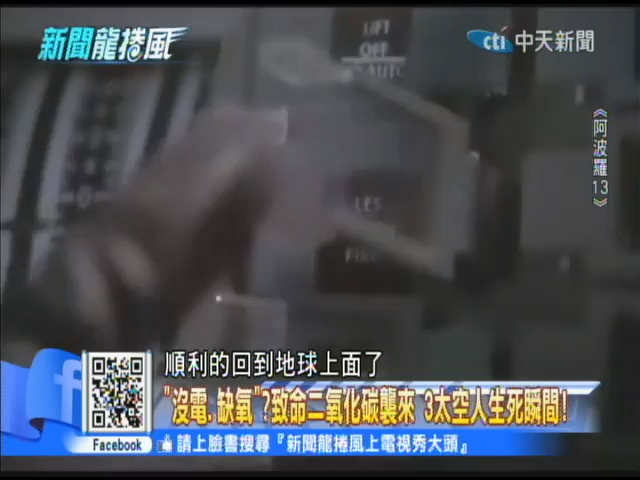 新聞龍捲風
cti 中天新聞
LIFT
OFF
AUTO
《阿波羅13》
LES
順利的回到地球上面了
"沒電.缺氧"?致命二氧化碳襲來 3太空人生死瞬間!
Facebook
請上臉書搜尋『新聞龍捲風上電視秀大頭』